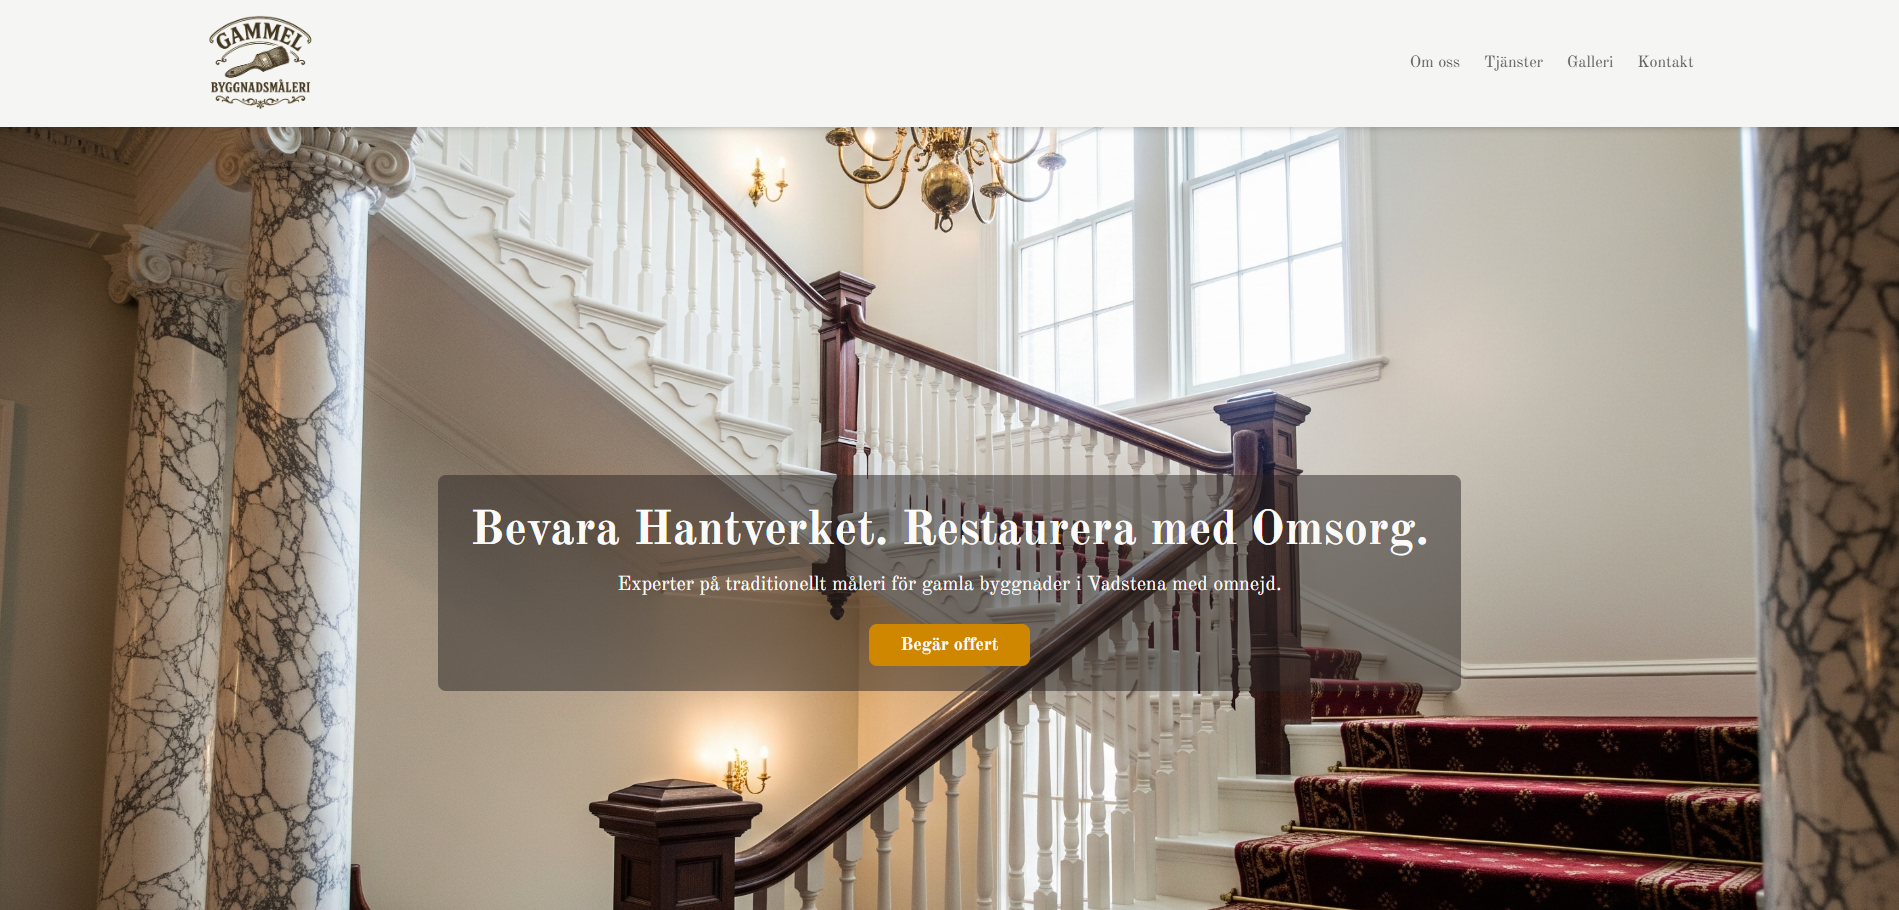 GAMMEL
BYGGNADSMÅLERI
Om oss Tjänster Galleri Kontakt
Bevara Hantverket. Restaurera med Omsorg.
Experter på traditionellt måleri för gamla byggnader i Vadstena med omnejd.
Begär offert